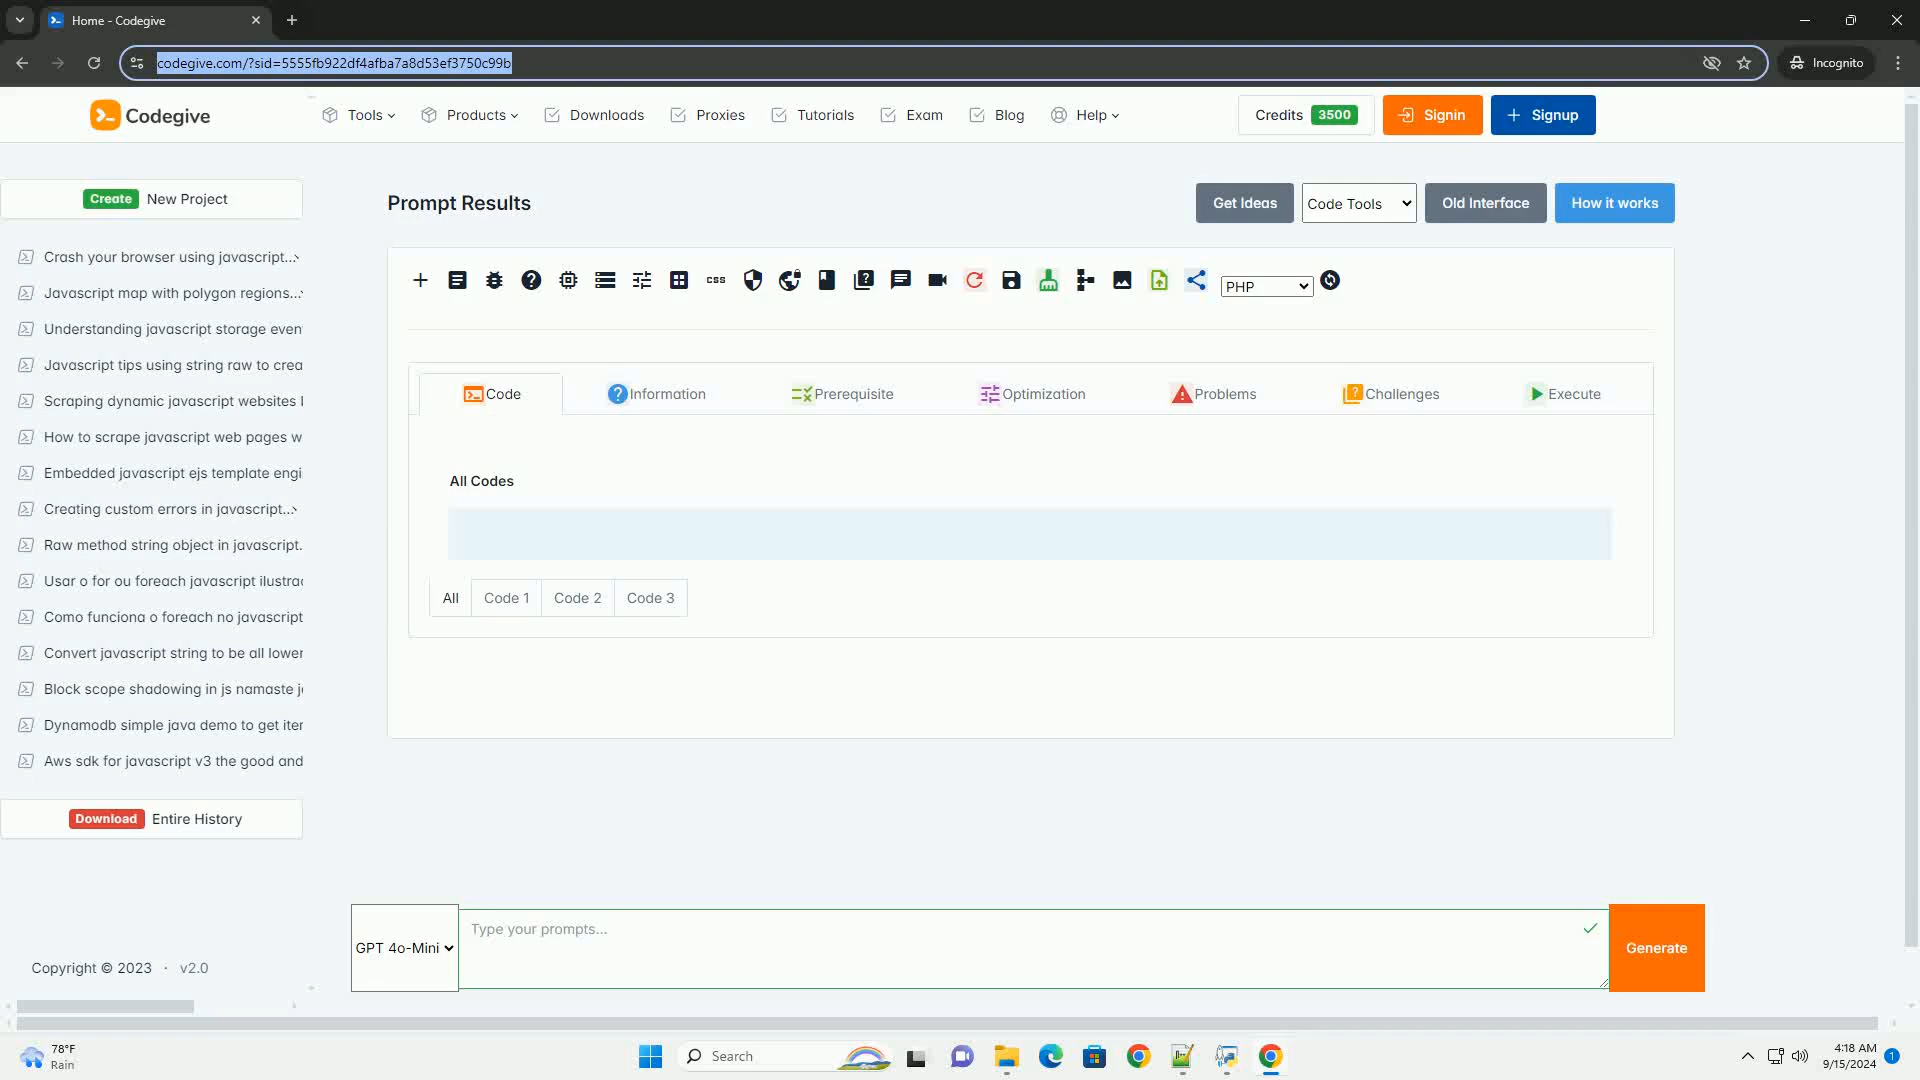 Home - Codegive
codegive.com/?sid=5555fb922df4afba7a8d53ef3750c99b
Incognito
Codegive
Tools
Products
Downloads
Proxies
Tutorials
Exam
Blog
Help
Credits 3500
Signin
Signup
Create New Project
Prompt Results
Get Ideas
Code Tools
Old Interface
How it works
Crash your browser using javascript...
Javascript map with polygon regions...
Understanding javascript storage even
Javascript tips using string raw to crea
Scraping dynamic javascript websites
How to scrape javascript web pages w
Embedded javascript ejs template engi
Creating custom errors in javascript...
Raw method string object in javascript.
Usar o for ou foreach javascript ilustra
Como funciona o foreach no javascript
Convert javascript string to be all lower
Block scope shadowing in js namaste j
Dynamodb simple java demo to get iter
Aws sdk for javascript v3 the good and
Download Entire History
css
PHP
Code
Information
Prerequisite
Optimization
Problems
Challenges
Execute
All Codes
All
Code 1
Code 2
Code 3
GPT 4o-Mini
Type your prompts...
Generate
Copyright © 2023 · v2.0
78°F
Rain
Search
4:18 AM
9/15/2024
1